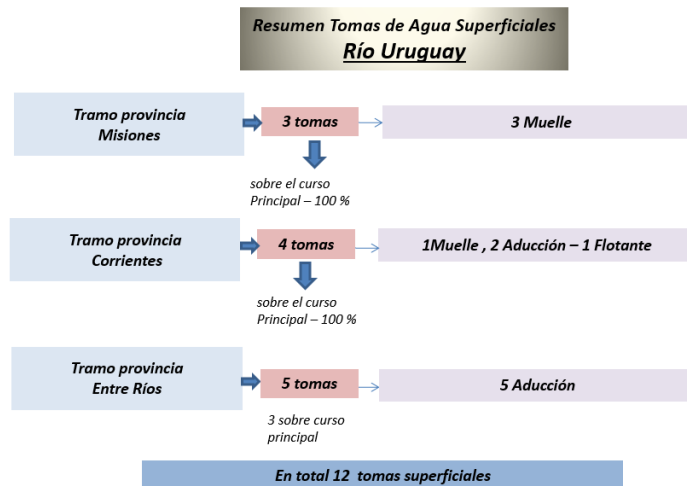 Resumen Tomas de Agua Superficiales
Río Uruguay
Tramo provincia
Misiones
3 tomas
3 Muelle
sobre el curso
Principal – 100 %
Tramo provincia
Corrientes
4 tomas
1Muelle , 2 Aducción – 1 Flotante
sobre el curso
Principal – 100 %
Tramo provincia
Entre Ríos
5 tomas
5 Aducción
3 sobre curso
principal
En total 12 tomas superficiales